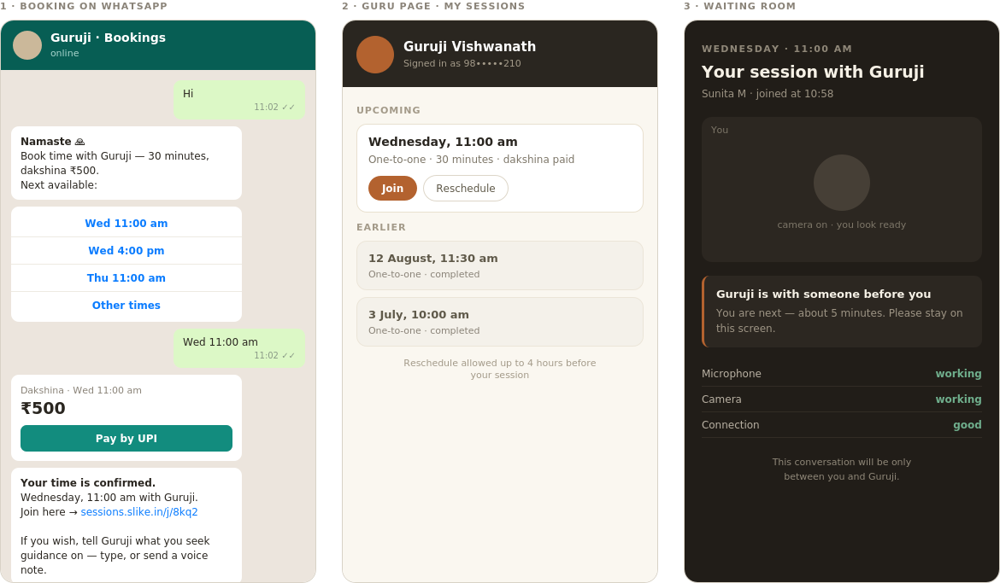 1 · BOOKING ON WHATSAPP
Guruji · Bookings
online
Hi
11:02 ✓✓
Namaste 🙏
Book time with Guruji — 30 minutes,
dakshina ₹500.
Next available:
Wed 11:00 am
Wed 4:00 pm
Thu 11:00 am
Other times
Wed 11:00 am
11:02 ✓✓
Dakshina · Wed 11:00 am
₹500
Pay by UPI
Your time is confirmed.
Wednesday, 11:00 am with Guruji.
Join here → sessions.slike.in/j/8kq2
If you wish, tell Guruji what you seek
guidance on — type, or send a voice
note.
2 · GURU PAGE · MY SESSIONS
Guruji Vishwanath
Signed in as 98•••••210
UPCOMING
Wednesday, 11:00 am
One-to-one · 30 minutes · dakshina paid
Join
Reschedule
EARLIER
12 August, 11:30 am
One-to-one · completed
3 July, 10:00 am
One-to-one · completed
Reschedule allowed up to 4 hours before
your session
3 · WAITING ROOM
WEDNESDAY · 11:00 AM
Your session with Guruji
Sunita M · joined at 10:58
You
camera on · you look ready
Guruji is with someone before you
You are next — about 5 minutes. Please stay on
this screen.
Microphone working
Camera working
Connection good
This conversation will be only
between you and Guruji.